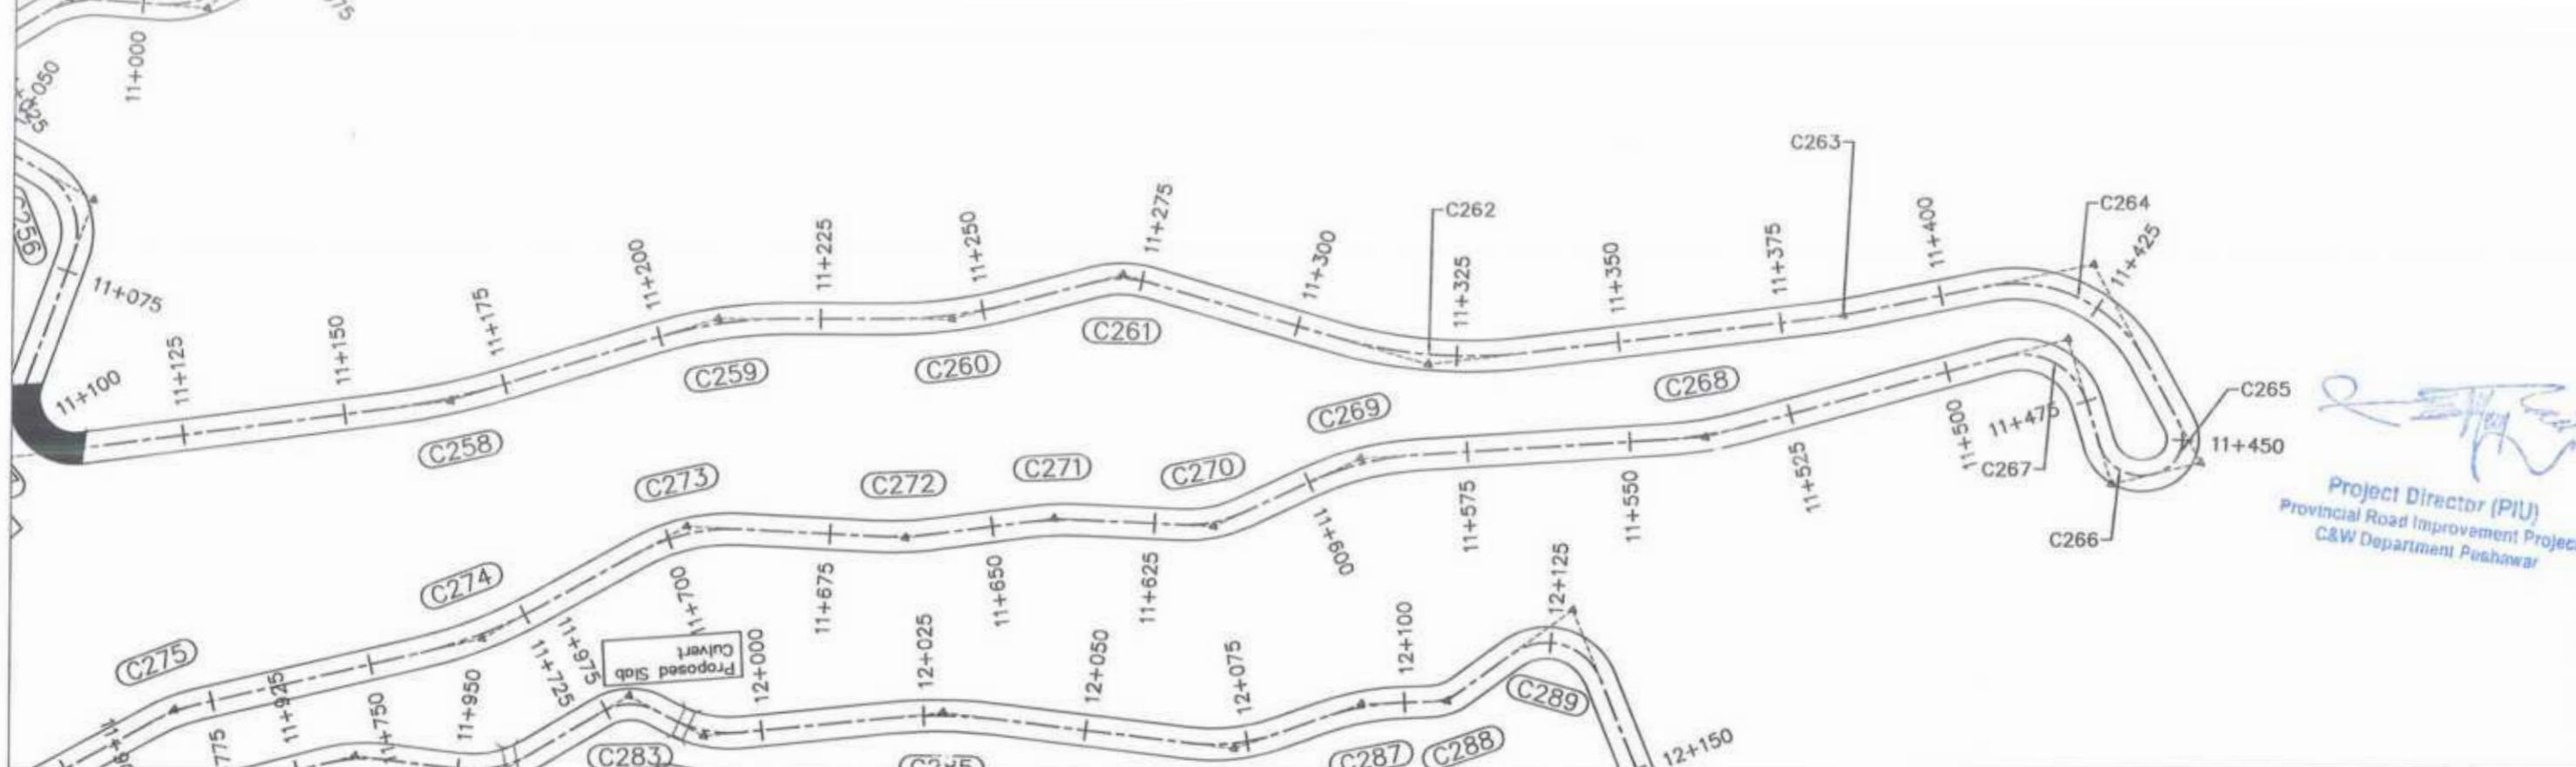 11+000
11+050
C256
11+075
11+100
11+125
11+150
11+175
11+200
11+225
11+250
11+275
11+300
11+325
11+350
11+375
11+400
11+425
11+450
C258
C259
C260
C261
C262
C263
C264
C265
C266
C267
C268
C269
C270
C271
C272
C273
C274
C275
11+475
11+500
11+525
11+550
11+575
11+600
11+625
11+650
11+675
11+700
11+725
11+750
11+925
11+950
11+975
Proposed Slab
Culvert
12+000
12+025
12+050
12+075
12+100
12+125
12+150
C283
C287
C288
C289
Project Director (PIU)
Provincial Road Improvement Project
C&W Department Peshawar